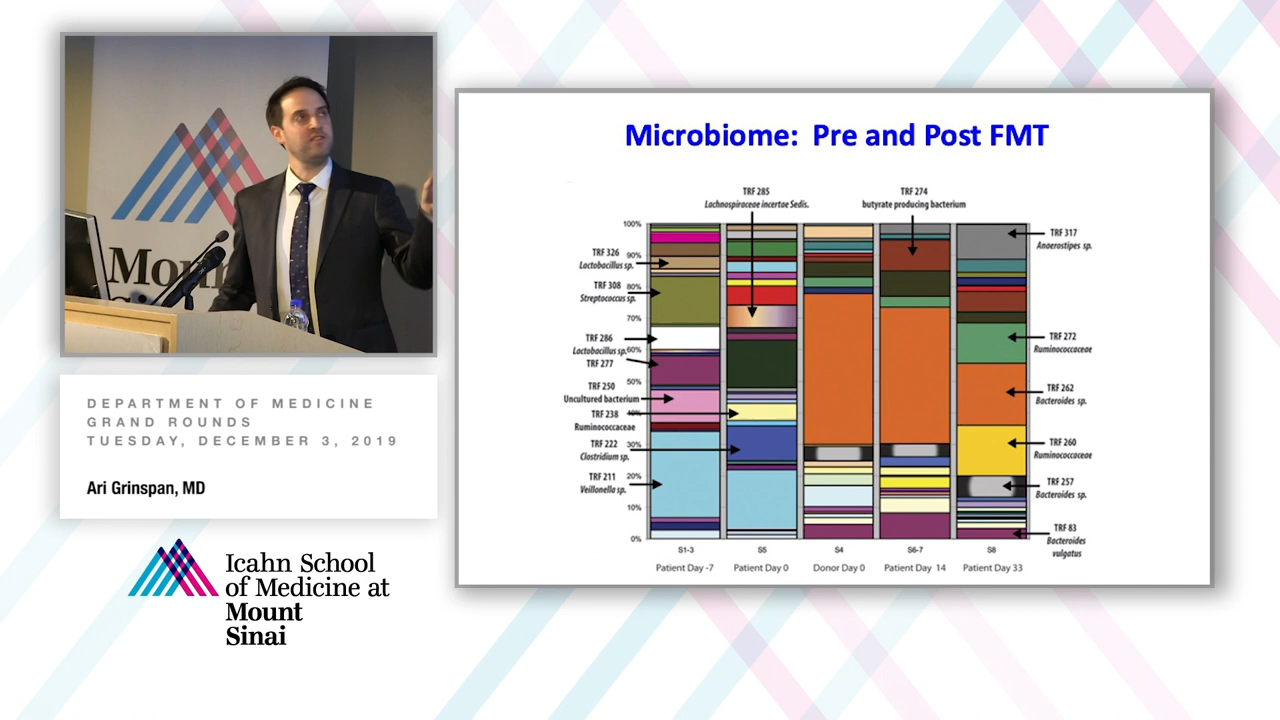 Mount
DEPARTMENT OF MEDICINE
GRAND ROUNDS
TUESDAY, DECEMBER 3, 2019
Ari Grinspan, MD
Icahn School
of Medicine at
Mount
Sinai
Microbiome: Pre and Post FMT
TRF 285
Lachnospiraceae incertae Sedis.
TRF 274
butyrate producing bacterium
TRF 326
Lactobacillus sp.
TRF 308
Streptococcus sp.
TRF 286
Lactobacillus sp.
TRF 277
TRF 250
Uncultured bacterium
TRF 238
Ruminococcaceae
TRF 222
Clostridium sp.
TRF 211
Veillonella sp.
100%
90%
80%
70%
60%
50%
40%
30%
20%
10%
0%
TRF 317
Anaerostipes sp.
TRF 272
Ruminococcaceae
TRF 262
Bacteroides sp.
TRF 260
Ruminococcaceae
TRF 257
Bacteroides sp.
TRF 83
Bacteroides
vulgatus
S1-3 S5 S4 S6-7 S8
Patient Day -7 Patient Day 0 Donor Day 0 Patient Day 14 Patient Day 33